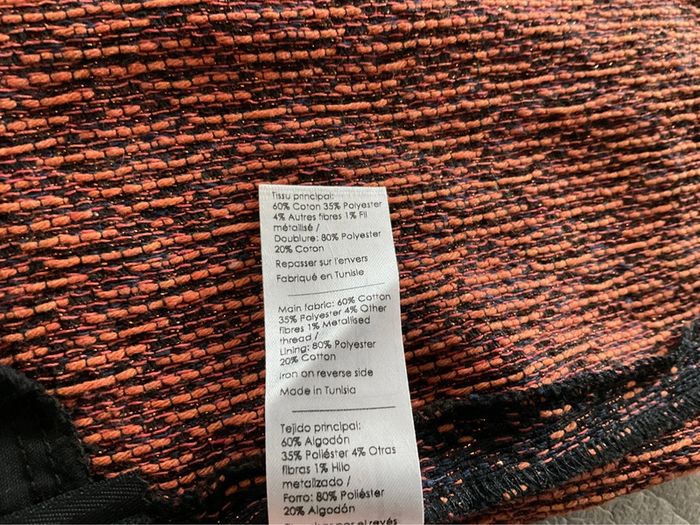 Tissu principal:
60% Coton 35% Polyester
4% Autres fibres 1% Fil
métallisé /
Doublure: 80% Polyester
20% Coton
Repasser sur l'envers
Fabriqué en Tunisie
Main fabric: 60% Cotton
35% Polyester 4% Other
fibres 1% Metallised
thread /
Lining: 80% Polyester
20% Cotton
Iron on reverse side
Made in Tunisia
Tejido principal:
60% Algodón
35% Poliéster 4% Otras
fibras 1% Hilo
metalizado /
Forro: 80% Poliéster
20% Algodón
por el revés